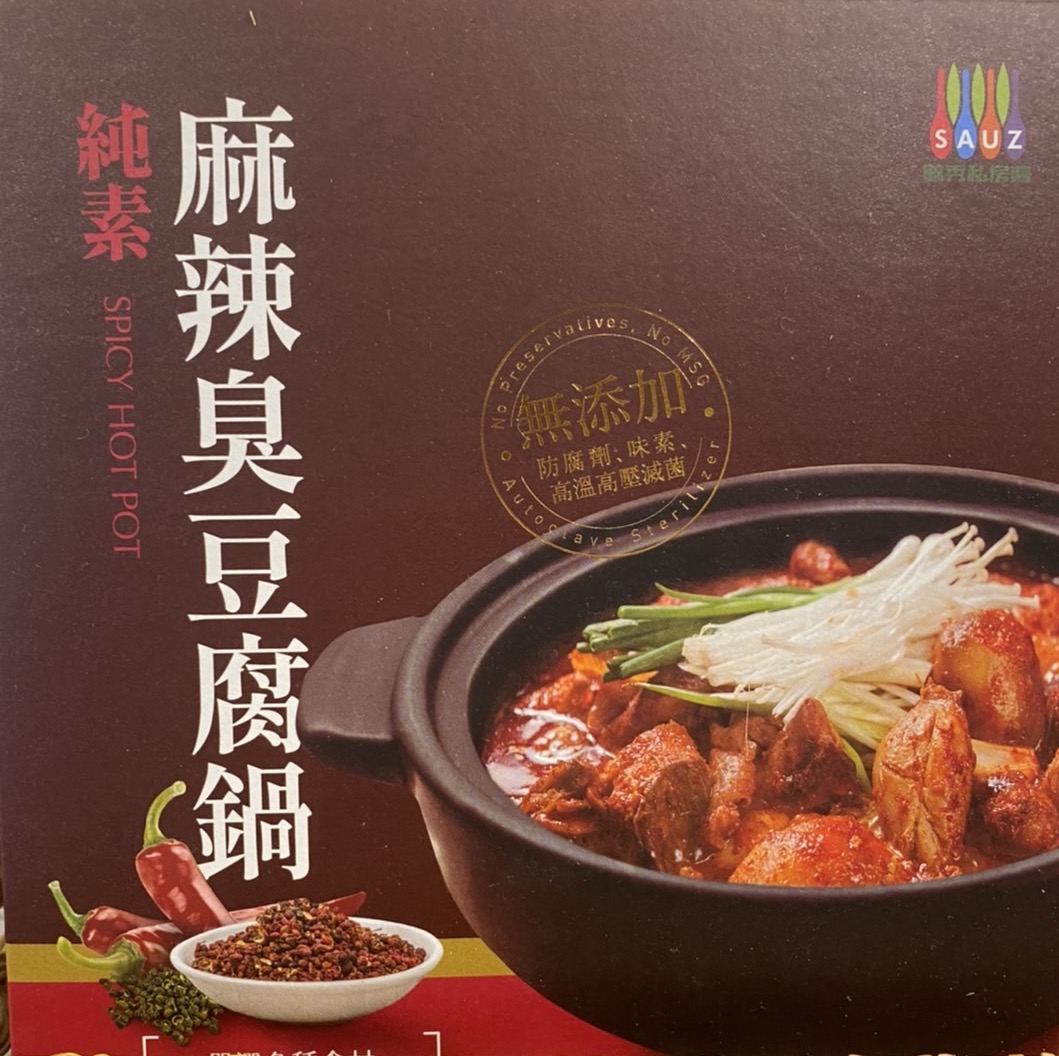 純素
SPICY HOT POT
麻辣臭豆腐鍋
SAUZ
No Preservatives, No MSG
無添加
防腐劑、味素、
高溫高壓滅菌
Autoclave Sterilizer